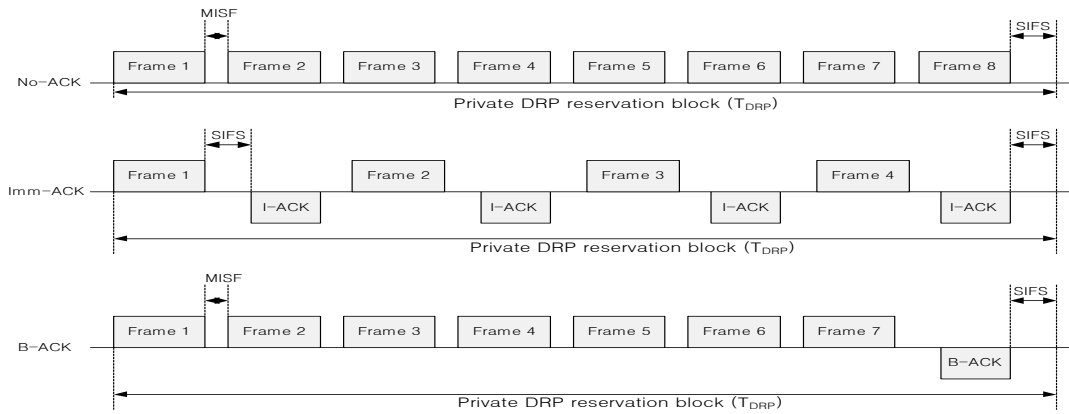 MISF
SIFS
Frame 1 Frame 2 Frame 3 Frame 4 Frame 5 Frame 6 Frame 7 Frame 8
No-ACK
Private DRP reservation block (TDRP)
SIFS SIFS
Frame 1 Frame 2 Frame 3 Frame 4
Imm-ACK
I-ACK I-ACK I-ACK I-ACK
Private DRP reservation block (TDRP)
MISF
SIFS
Frame 1 Frame 2 Frame 3 Frame 4 Frame 5 Frame 6 Frame 7
B-ACK
B-ACK
Private DRP reservation block (TDRP)